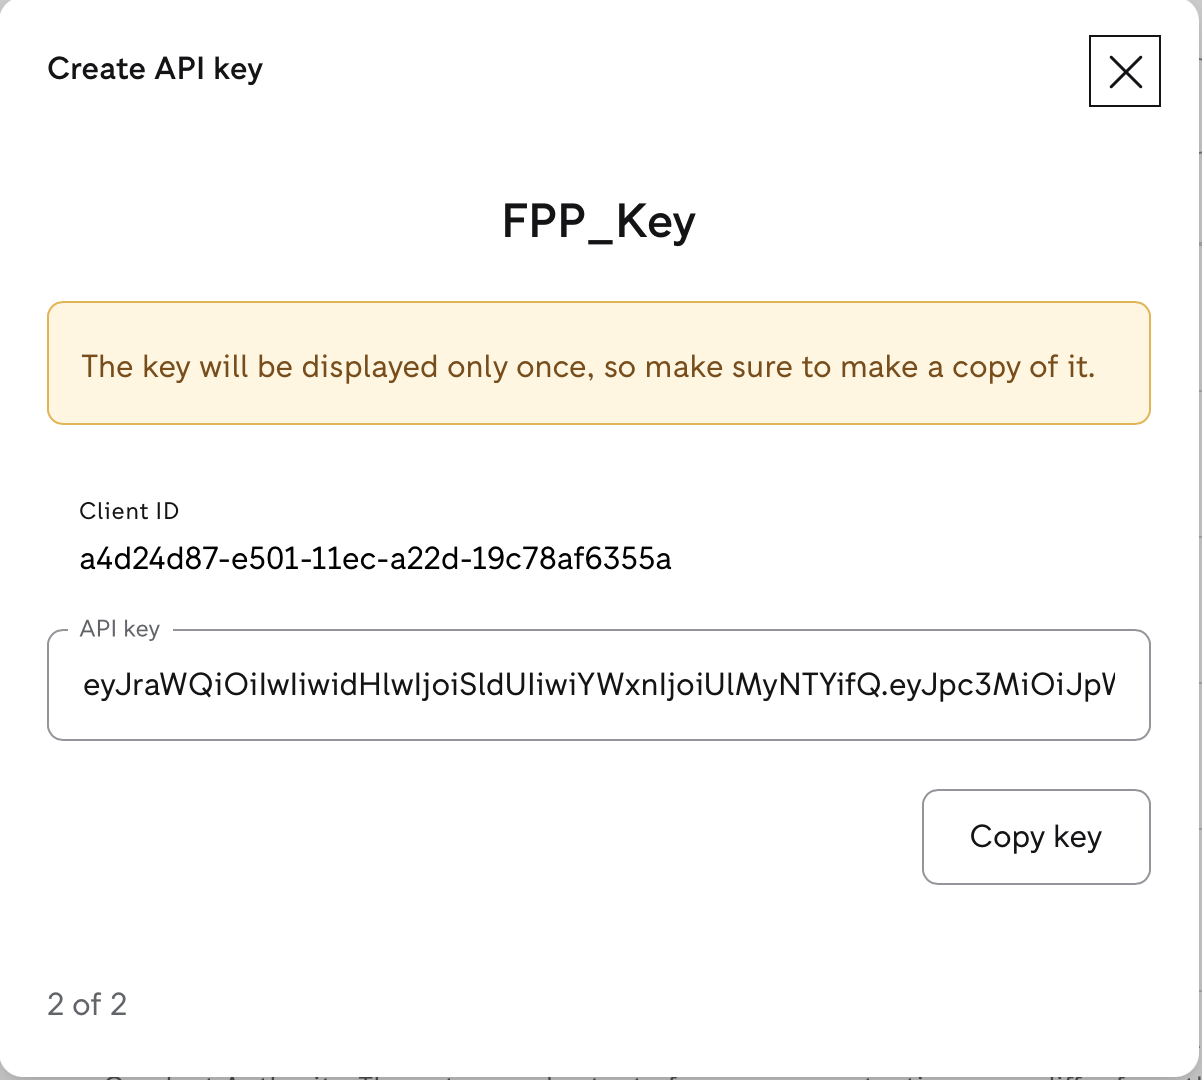 Create API key
FPP_Key
The key will be displayed only once, so make sure to make a copy of it.
Client ID
a4d24d87-e501-11ec-a22d-19c78af6355a
API key
eyJraWQiOiIwIiwidHlwIjoiSldUIiwiYWxnIjoiUlMyNTYifQ.eyJpc3MiOiJpV
Copy key
2 of 2